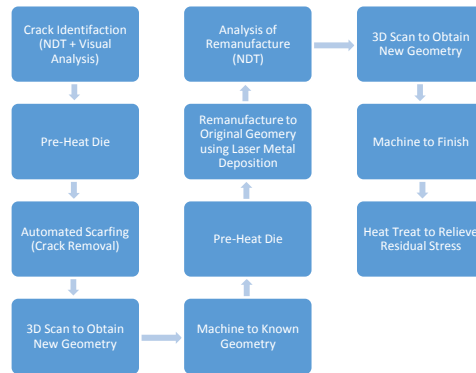 Crack Identifaction
(NDT + Visual
Analysis)
Pre-Heat Die
Automated Scarfing
(Crack Removal)
3D Scan to Obtain
New Geometry
Machine to Known
Geometry
Pre-Heat Die
Remanufacture to
Original Geomery
using Laser Metal
Deposition
Analysis of
Remanufacture
(NDT)
3D Scan to Obtain
New Geometry
Machine to Finish
Heat Treat to Relieve
Residual Stress